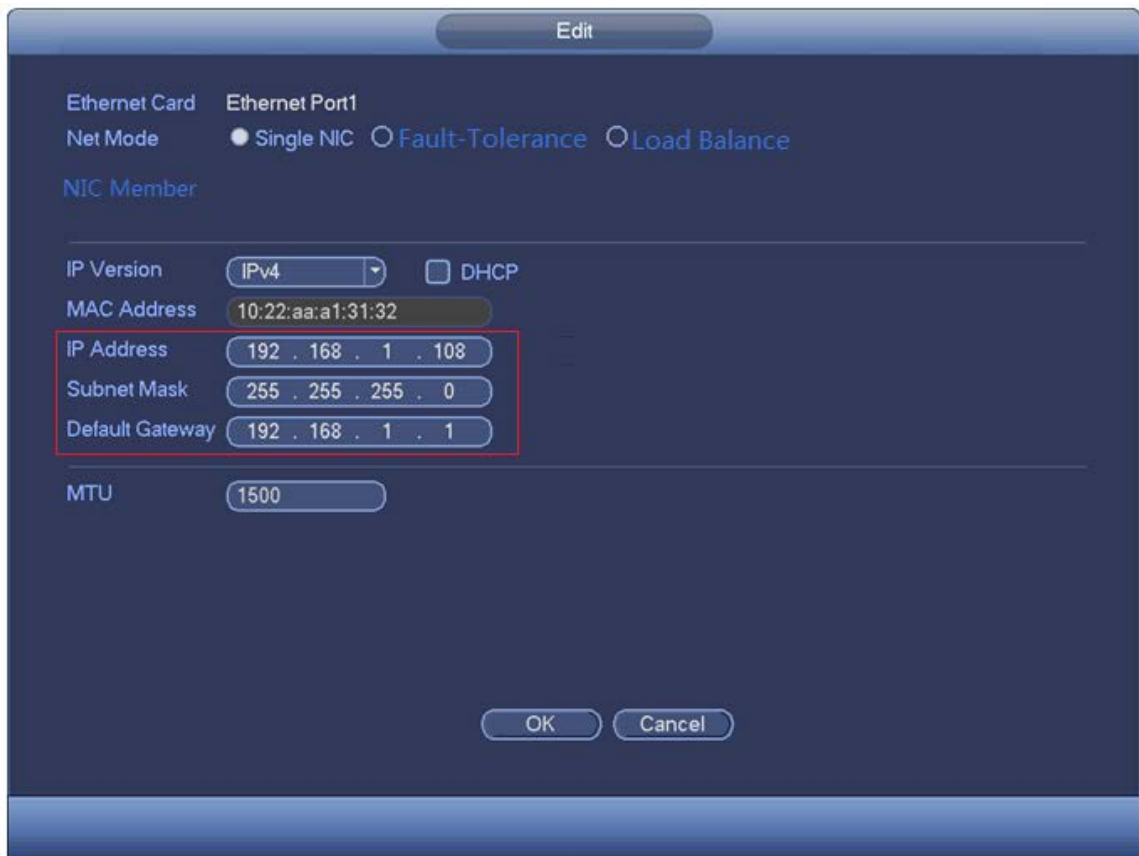 Edit
Ethernet Card Ethernet Port1
Net Mode Single NIC Fault-Tolerance Load Balance
NIC Member
IP Version IPv4 DHCP
MAC Address 10:22:aa:a1:31:32
IP Address 192 . 168 . 1 . 108
Subnet Mask 255 . 255 . 255 . 0
Default Gateway 192 . 168 . 1 . 1
MTU 1500
OK Cancel